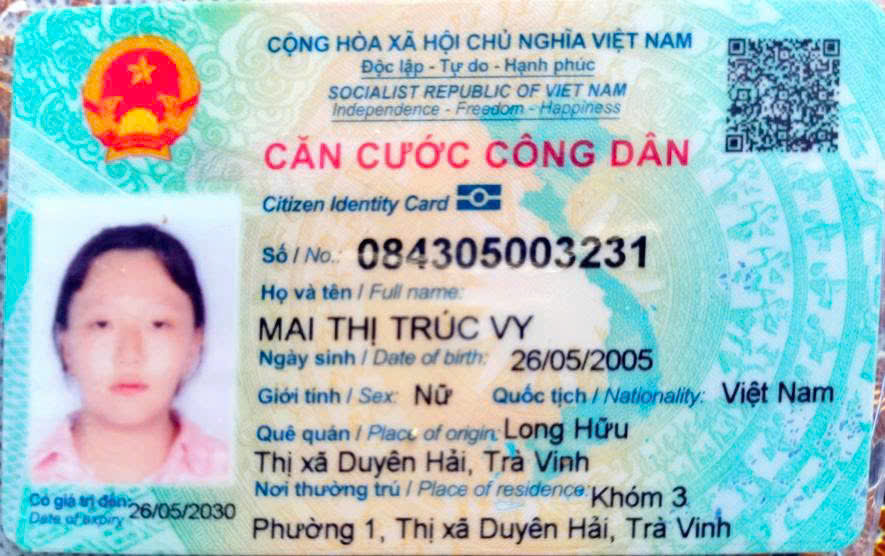 CỘNG HÒA XÃ HỘI CHỦ NGHĨA VIỆT NAM
Độc lập - Tự do - Hạnh phúc
SOCIALIST REPUBLIC OF VIET NAM
Independence - Freedom - Happiness
CĂN CƯỚC CÔNG DÂN
Citizen Identity Card
Số / No.: 084305003231
Họ và tên / Full name:
MAI THỊ TRÚC VY
Ngày sinh / Date of birth: 26/05/2005
Giới tính / Sex: Nữ Quốc tịch / Nationality: Việt Nam
Quê quán / Place of origin: Long Hữu
Thị xã Duyên Hải, Trà Vinh
Nơi thường trú / Place of residence: Khóm 3
Phường 1, Thị xã Duyên Hải, Trà Vinh
Có giá trị đến: 26/05/2030
Date of expiry